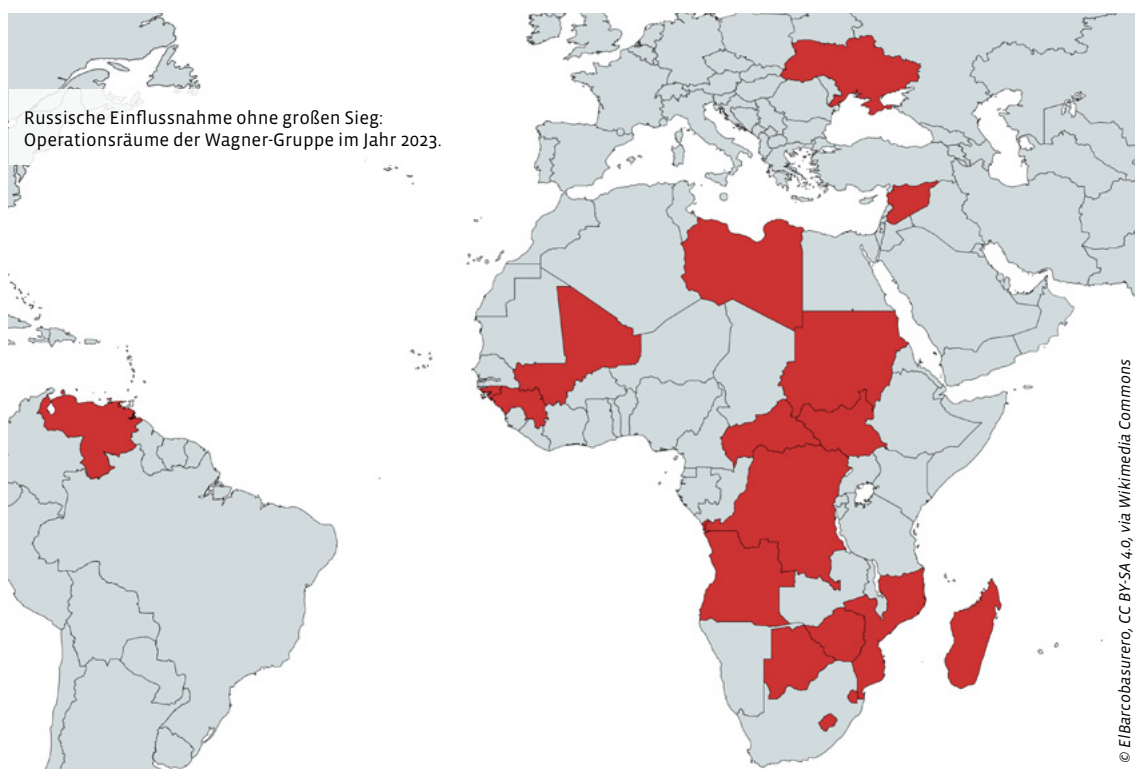 Russische Einflussnahme ohne großen Sieg:
Operationsräume der Wagner-Gruppe im Jahr 2023.
© ElBarcobasurero, CC BY-SA 4.0, via Wikimedia Commons